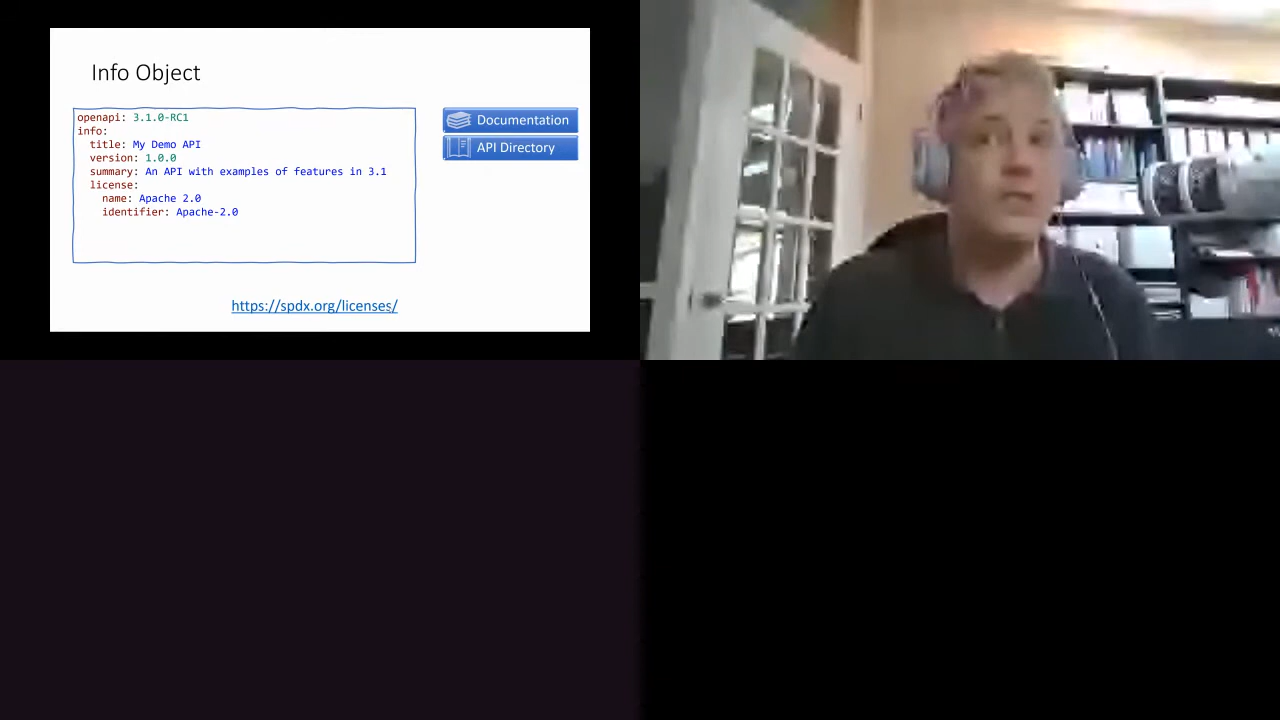 Info Object
openapi: 3.1.0-RC1
info:
title: My Demo API
version: 1.0.0
summary: An API with examples of features in 3.1
license:
name: Apache 2.0
identifier: Apache-2.0
Documentation
API Directory
https://spdx.org/licenses/